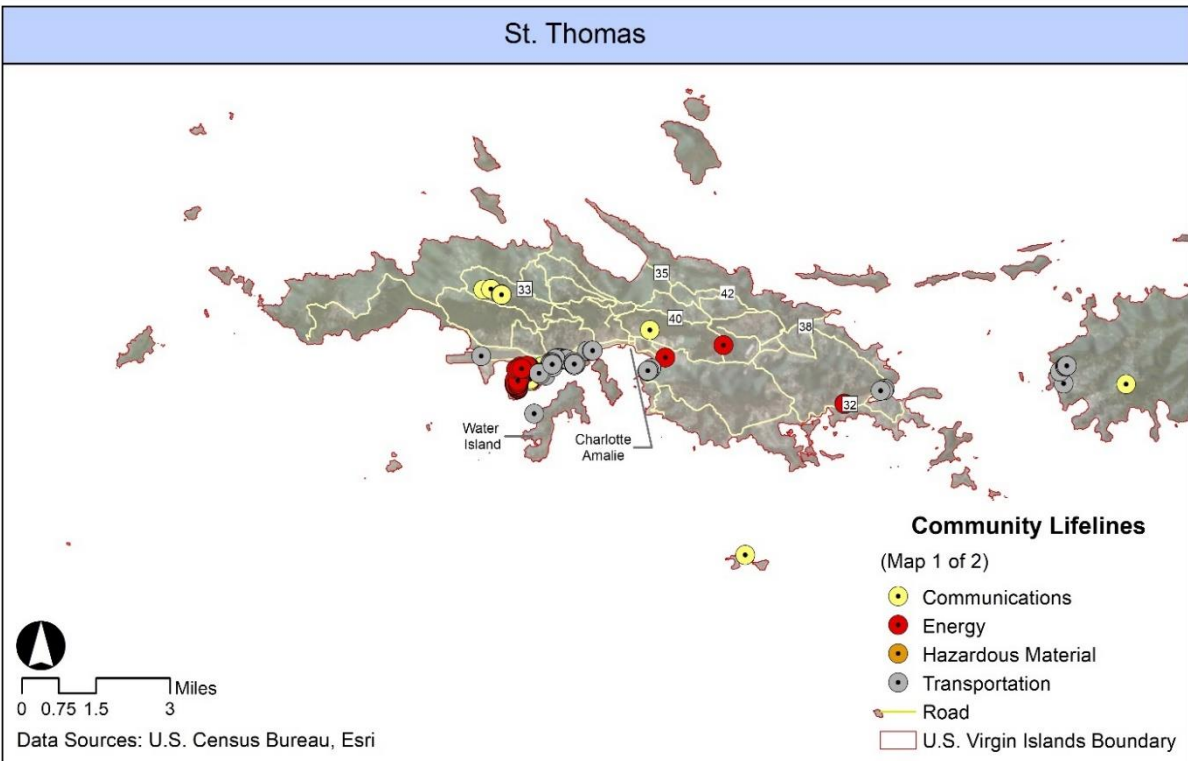 St. Thomas
35
33
42
40
38
32
Water
Island
Charlotte
Amalie
Community Lifelines
(Map 1 of 2)
Communications
Energy
Hazardous Material
Transportation
Road
U.S. Virgin Islands Boundary
Miles
0 0.75 1.5 3
Data Sources: U.S. Census Bureau, Esri